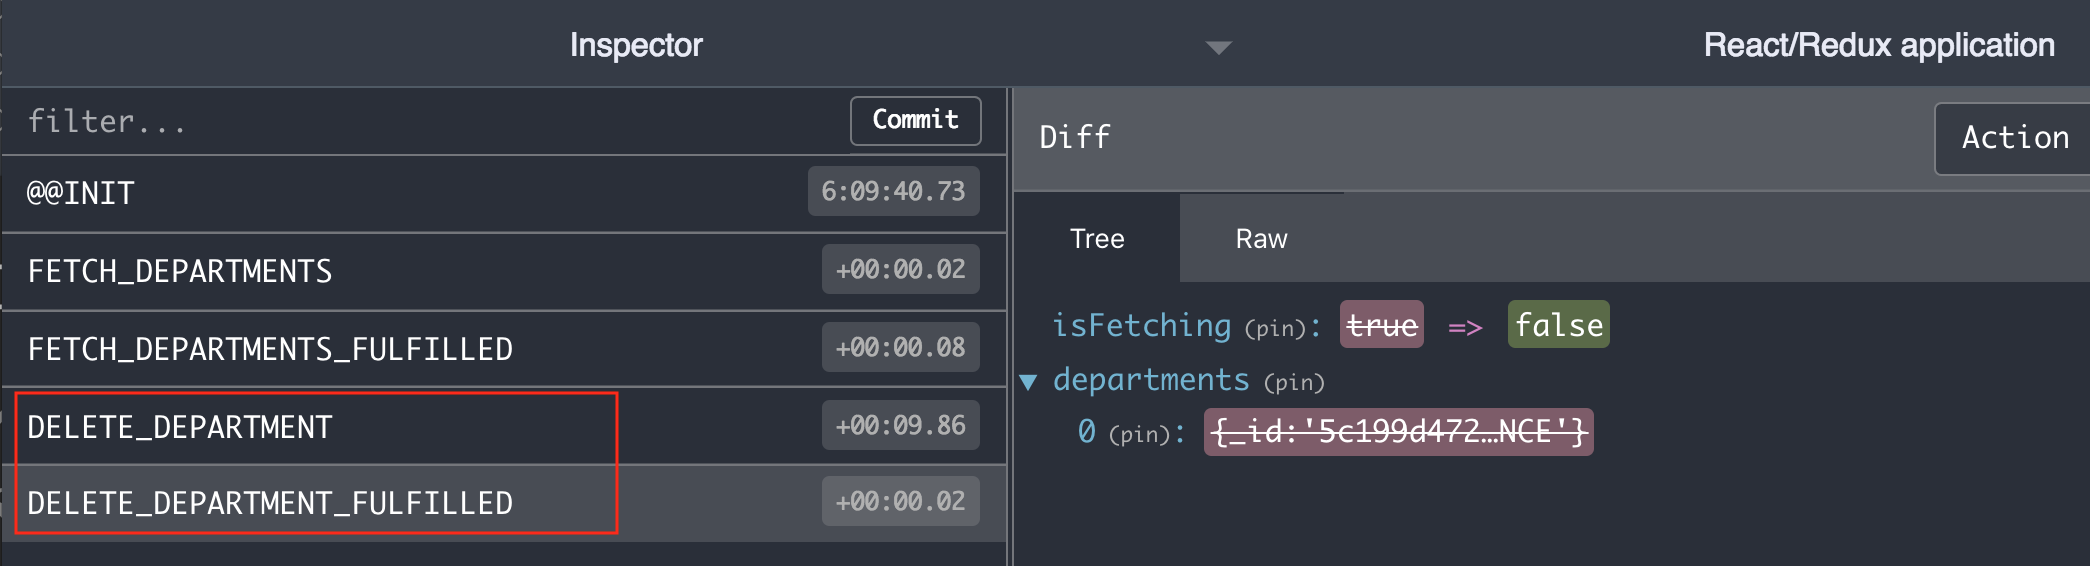 Inspector
React/Redux application
filter...
Commit
@@INIT
6:09:40.73
FETCH_DEPARTMENTS
+00:00.02
FETCH_DEPARTMENTS_FULFILLED
+00:00.08
DELETE_DEPARTMENT
+00:09.86
DELETE_DEPARTMENT_FULFILLED
+00:00.02
Diff
Action
Tree
Raw
isFetching (pin): true => false
departments (pin)
0 (pin): {_id:'5c199d472…NCE'}